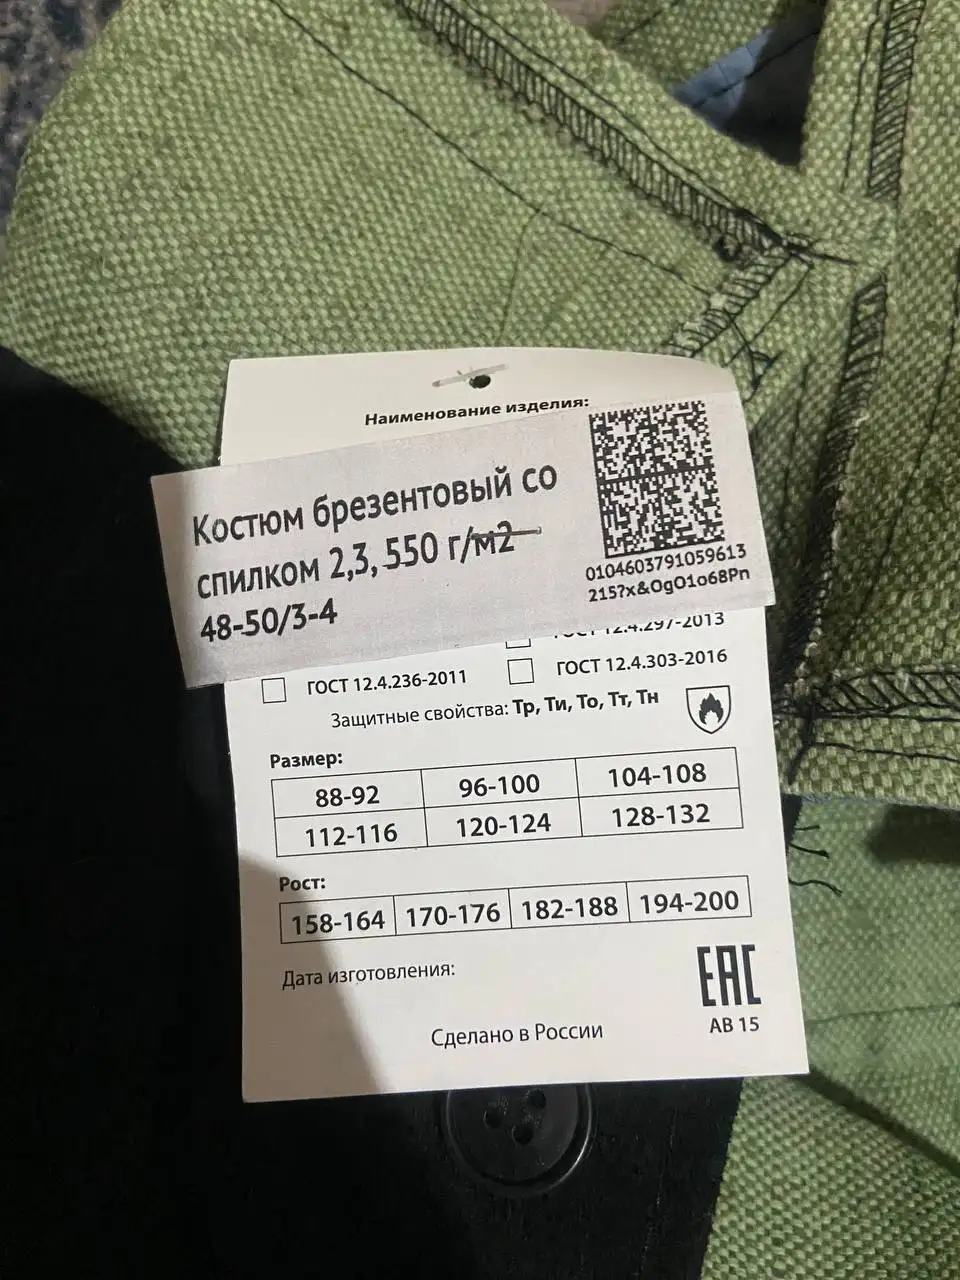 Наименование изделия:
Костюм брезентовый со
спилком 2,3, 550 г/м2
48-50/3-4
0104603791059613
215?x&OgO1o68Pn
ГОСТ 12.4.297-2013
ГОСТ 12.4.236-2011
ГОСТ 12.4.303-2016
Защитные свойства: Тр, Ти, То, Тт, Тн
Размер:
88-92 96-100 104-108
112-116 120-124 128-132
Рост:
158-164 170-176 182-188 194-200
Дата изготовления:
ЕАС
АВ 15
Сделано в России